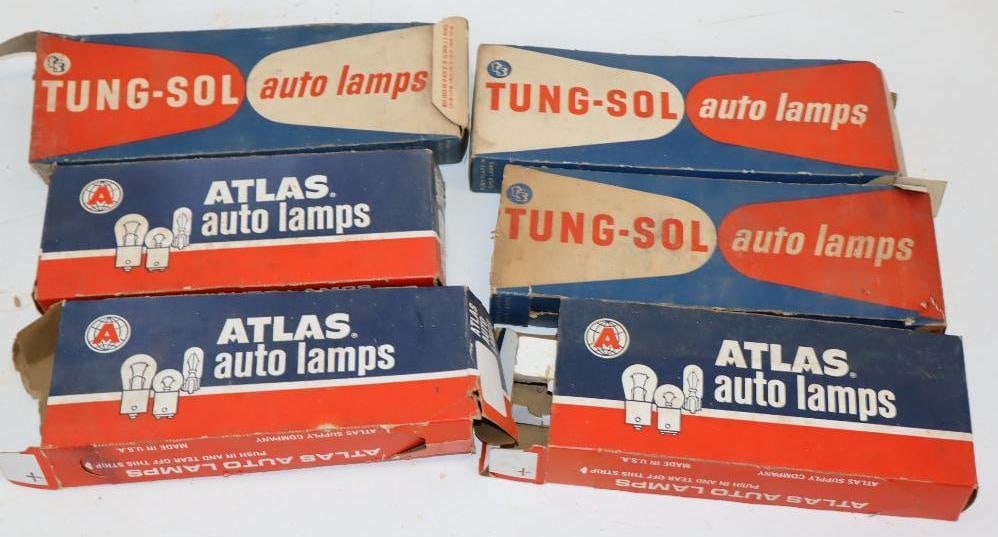 TUNG-SOL auto lamps
TUNG-SOL auto lamps
ATLAS®
auto lamps
TUNG-SOL auto lamps
A
ATLAS®
auto lamps
A
ATLAS SUPPLY COMPANY
MADE IN U.S.A.
PUSH IN AND TEAR OFF THIS STRIP
ATLAS AUTO LAMPS
A
ATLAS®
auto lamps
ATLAS SUPPLY COMPANY
MADE IN U.S.A.
PUSH IN AND TEAR OFF THIS STRIP
ATLAS AUTO LAMPS